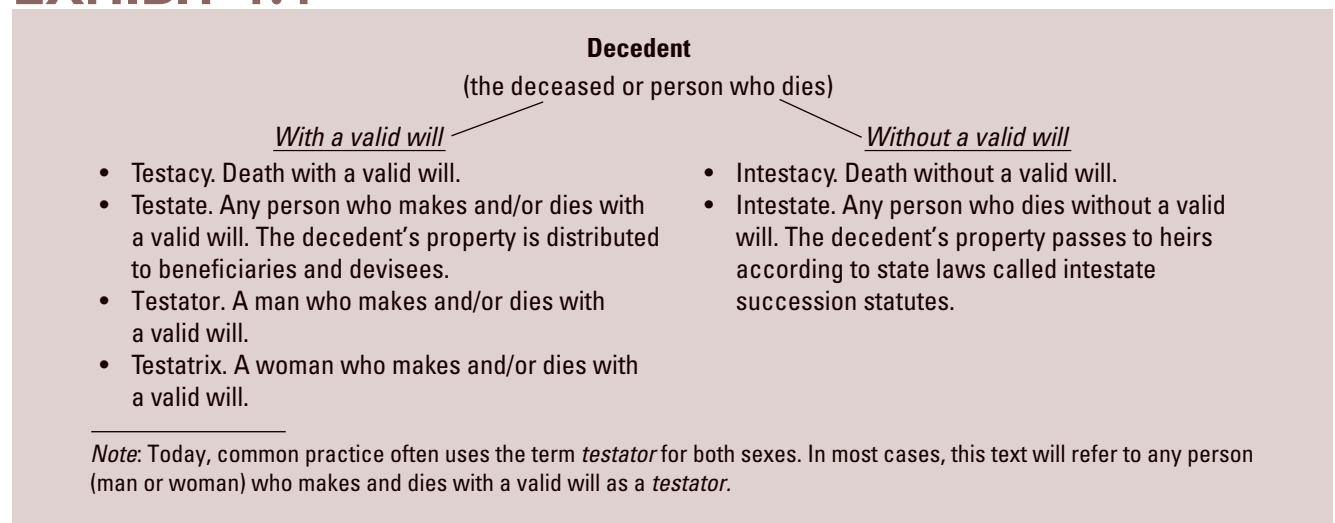 Decedent
(the deceased or person who dies)
With a valid will
• Testacy. Death with a valid will.
• Testate. Any person who makes and/or dies with
a valid will. The decedent’s property is distributed
to beneficiaries and devisees.
• Testator. A man who makes and/or dies with
a valid will.
• Testatrix. A woman who makes and/or dies with
a valid will.
Without a valid will
• Intestacy. Death without a valid will.
• Intestate. Any person who dies without a valid
will. The decedent’s property passes to heirs
according to state laws called intestate
succession statutes.
Note: Today, common practice often uses the term testator for both sexes. In most cases, this text will refer to any person
(man or woman) who makes and dies with a valid will as a testator.